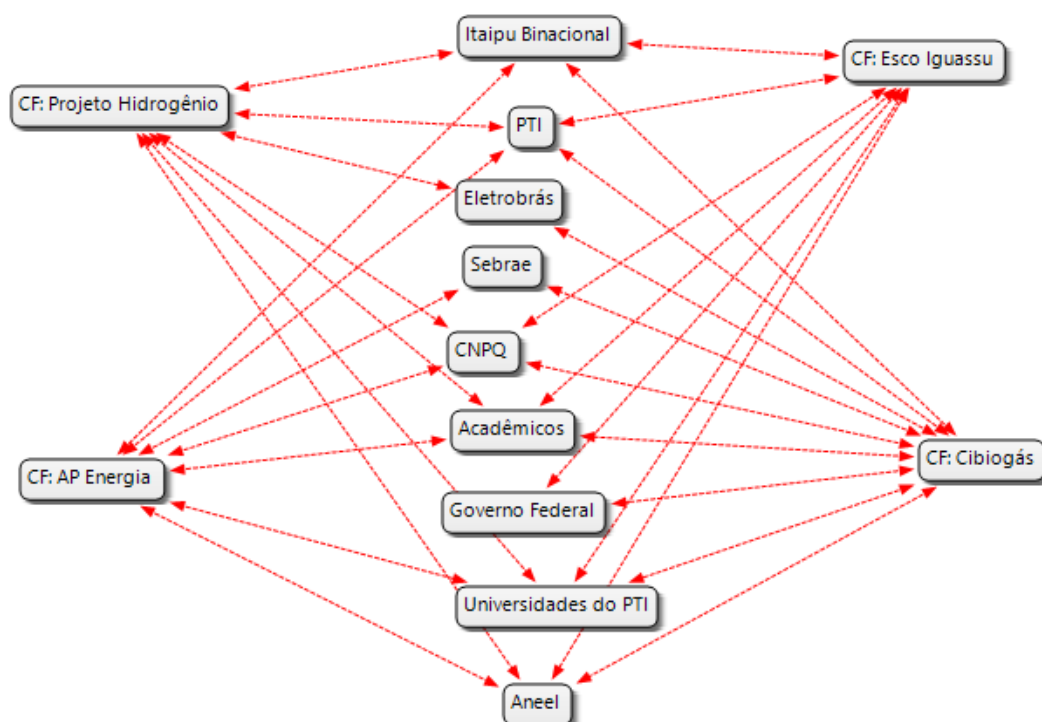 Itaipu Binacional
CF: Esco Iguassu
CF: Projeto Hidrogênio
PTI
Eletrobrás
Sebrae
CNPQ
Acadêmicos
CF: Cibiogás
CF: AP Energia
Governo Federal
Universidades do PTI
Aneel